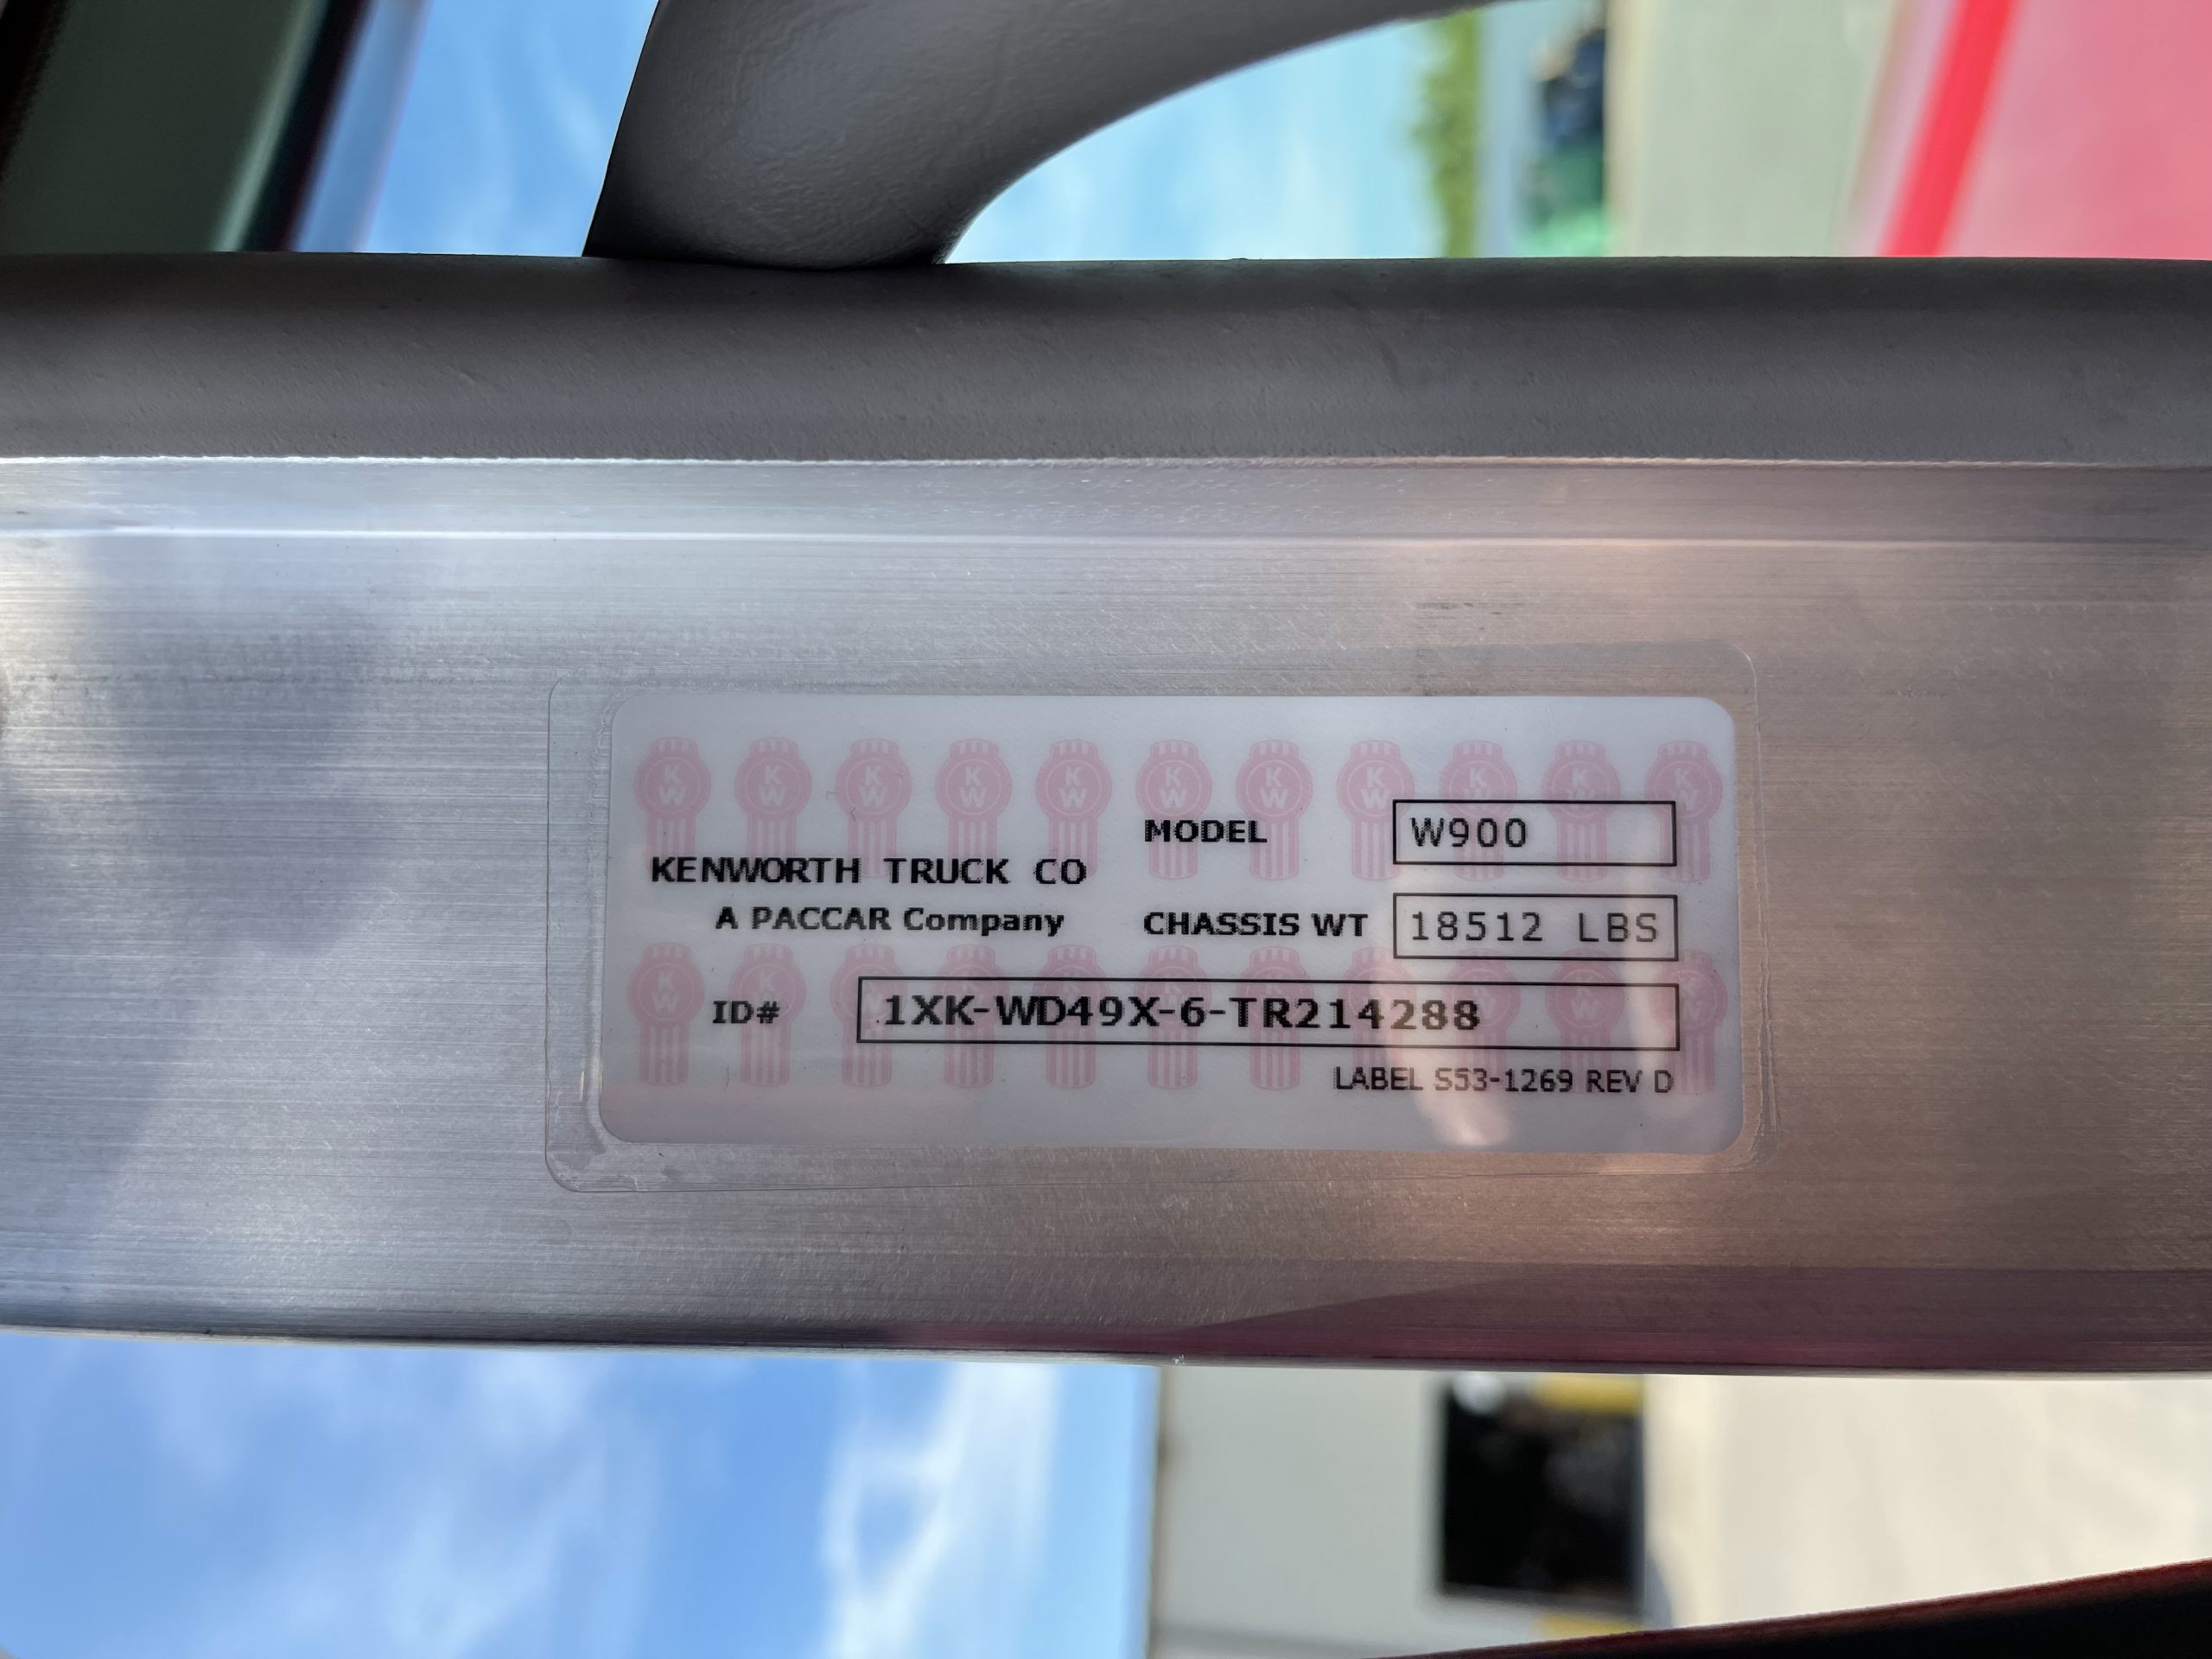 MODEL W900
KENWORTH TRUCK CO
A PACCAR Company
CHASSIS WT 18512 LBS
ID# 1XK-WD49X-6-TR214288
LABEL S53-1269 REV D